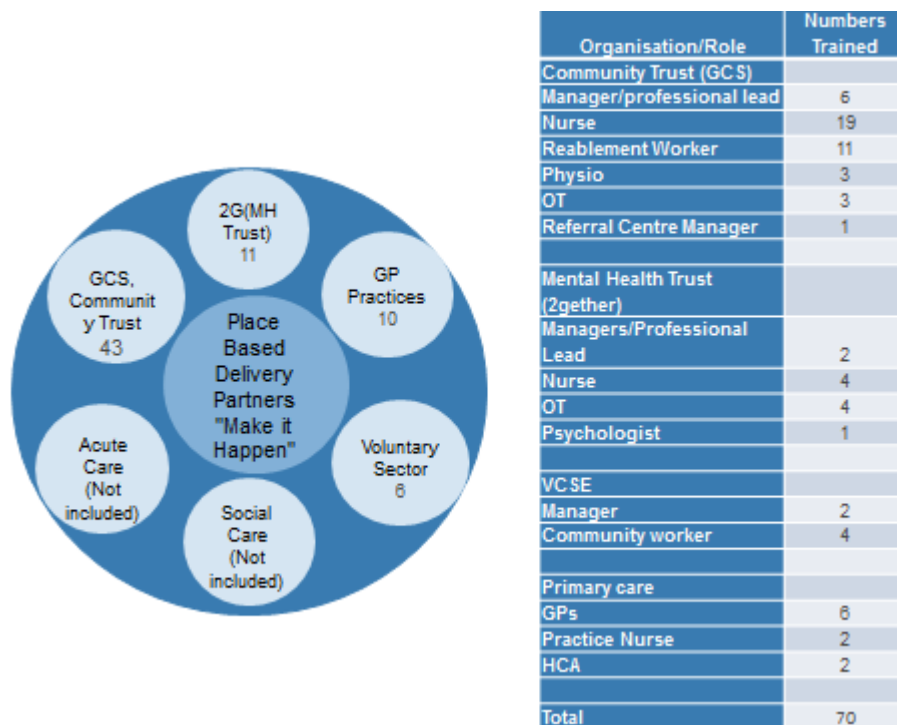 2G(MH
Trust)
11
GP
Practices
10
Voluntary
Sector
6
Social
Care
(Not
included)
Acute
Care
(Not
included)
GCS,
Communit
y Trust
43
Place
Based
Delivery
Partners
"Make it
Happen"
Organisation/Role Numbers Trained
Community Trust (GCS)
Manager/professional lead 6
Nurse 19
Reablement Worker 11
Physio 3
OT 3
Referral Centre Manager 1
Mental Health Trust
(2gether)
Managers/Professional
Lead 2
Nurse 4
OT 4
Psychologist 1
VCSE
Manager 2
Community worker 4
Primary care
GPs 6
Practice Nurse 2
HCA 2
Total 70